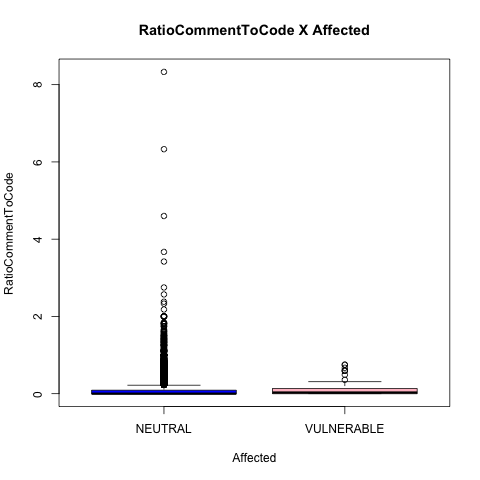 RatioCommentToCode X Affected
RatioCommentToCode
8
6
4
2
0
NEUTRAL VULNERABLE
Affected